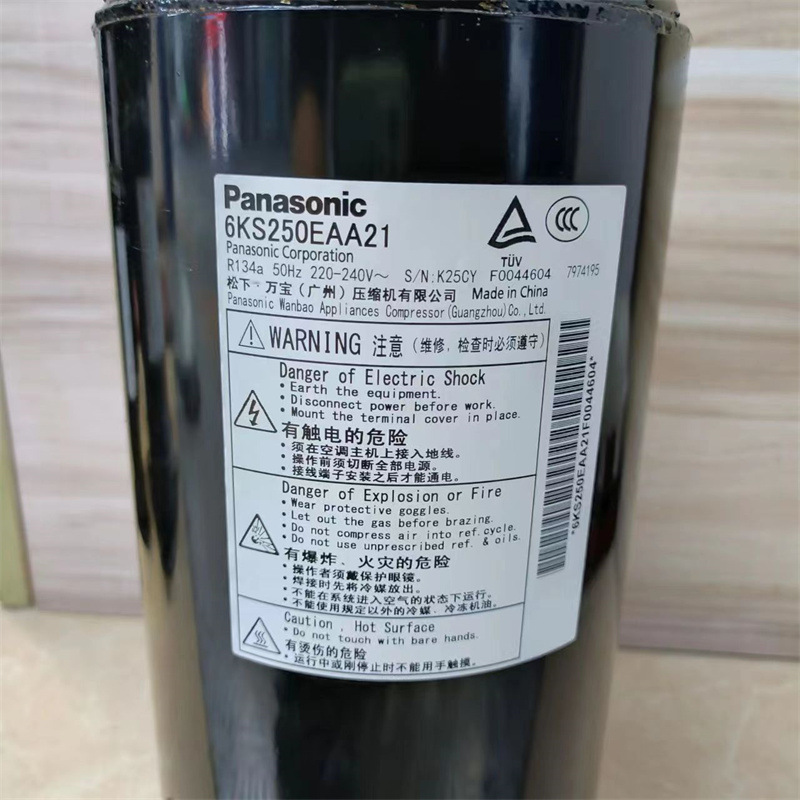 Panasonic
6KS250EAA21
Panasonic Corporation
TÜV
CCC
R134a 50Hz 220-240V～ S/N:K25CY F0044604 7974195
松下·万宝（广州）压缩机有限公司 Made in China
Panasonic Wanbao Appliances Compressor(Guangzhou)Co.,Ltd.
WARNING 注意（维修，检查时必须遵守）
Danger of Electric Shock
• Earth the equipment.
• Disconnect power before work.
• Mount the terminal cover in place.
有触电的危险
• 须在空调主机上接入地线。
• 操作前须切断全部电源。
• 接线端子安装之后才能通电。
Danger of Explosion or Fire
• Wear protective goggles.
• Let out the gas before brazing.
• Do not compress air into ref.cycle.
• Do not use unprescribed ref. & oils.
有爆炸、火灾的危险
• 操作者须戴保护眼镜。
• 焊接时先将冷媒放出。
• 不能在系统进入空气的状态下运行。
• 不能使用规定以外的冷媒，冷冻机油。
Caution , Hot Surface
• Do not touch with bare hands.
有烫伤的危险
• 运行中或刚停止时不能用手触摸。
*6KS250EAA21F0044604*